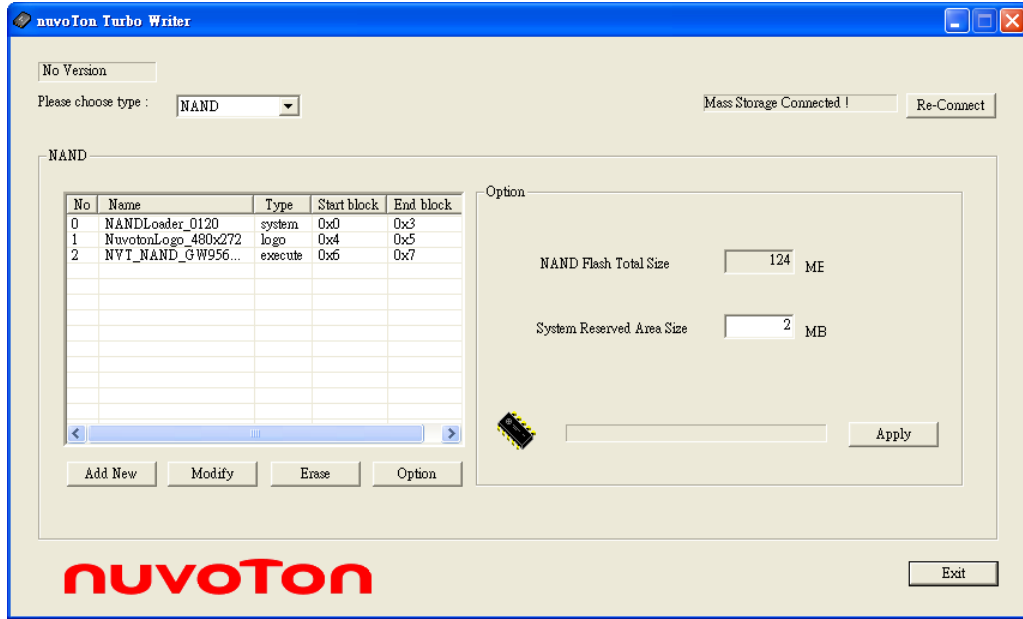 nuvoTon Turbo Writer
No Version
Please choose type : NAND
Mass Storage Connected ! Re-Connect
NAND
No Name Type Start block End block
0 NANDLoader_0120 system 0x0 0x3
1 NuvotonLogo_480x272 logo 0x4 0x5
2 NVT_NAND_GW956... execute 0x6 0x7
Option
NAND Flash Total Size 124 ME
System Reserved Area Size 2 MB
Apply
Add New Modify Erase Option
nuvoTon
Exit